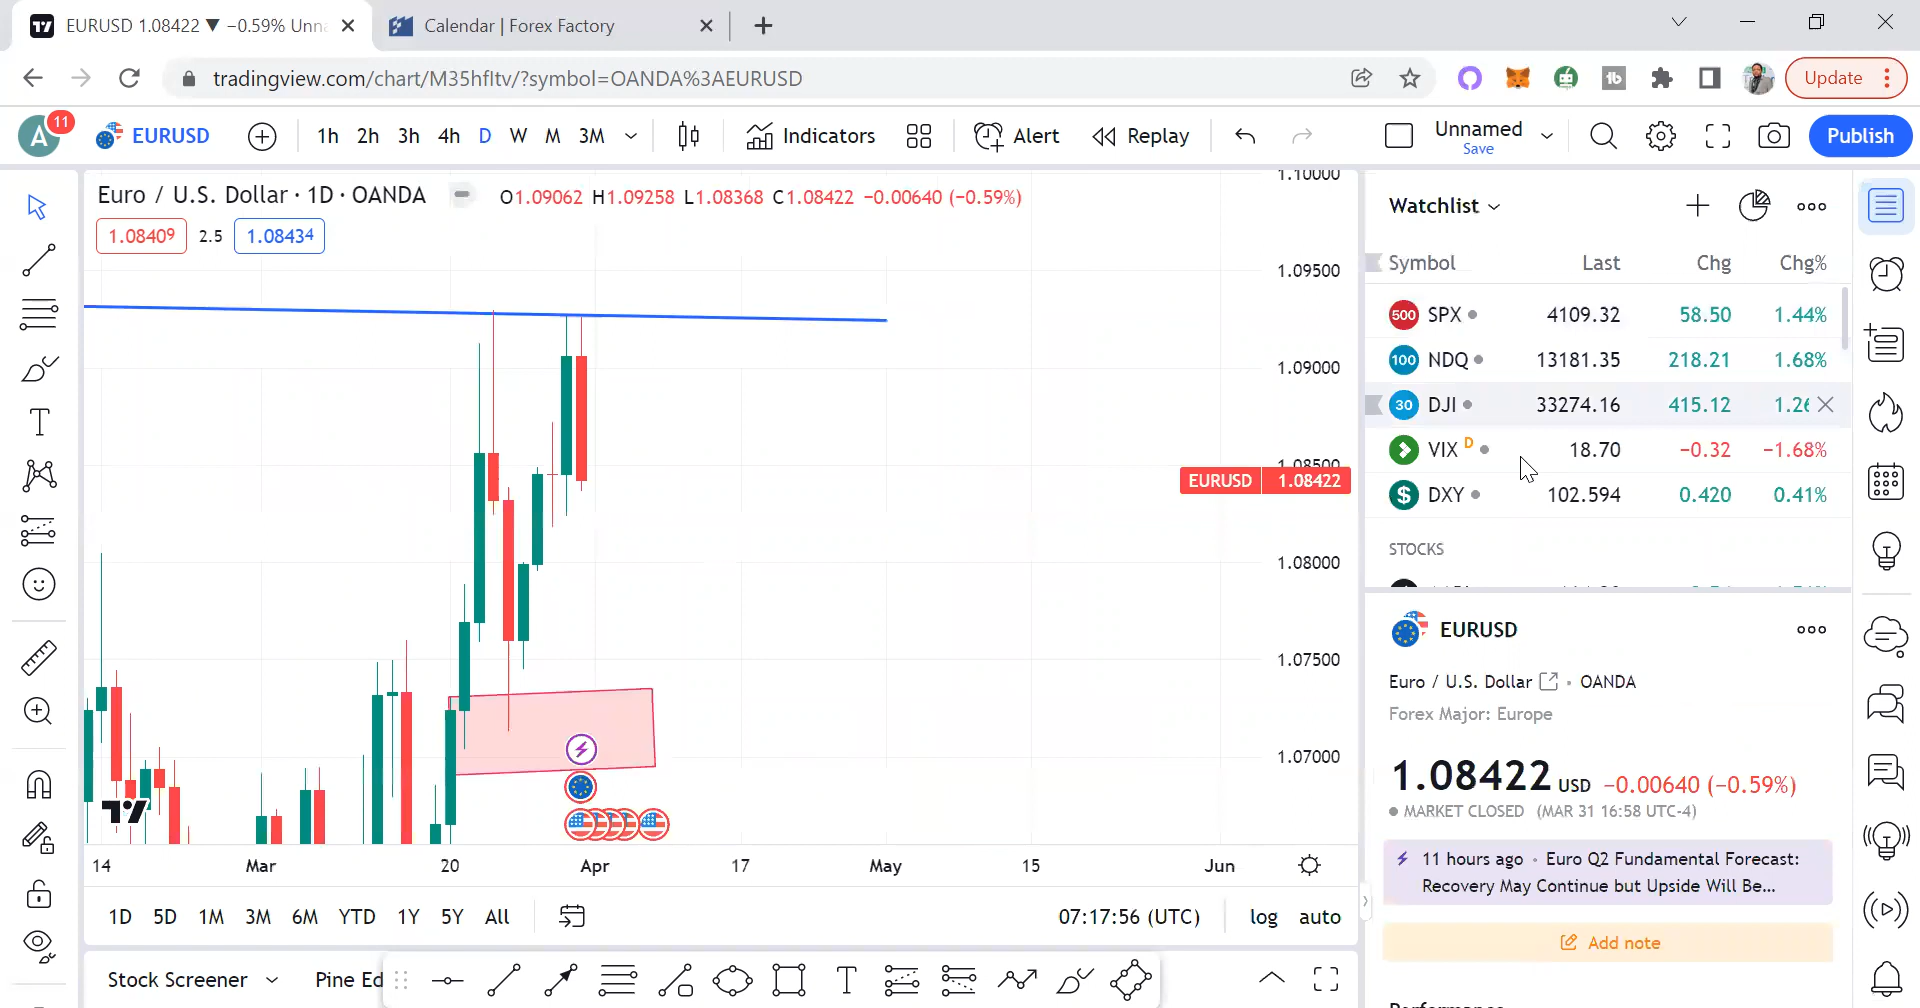 EURUSD 1.08422 ▼ −0.59% Unna
Calendar | Forex Factory
tradingview.com/chart/M35hfItv/?symbol=OANDA%3AEURUSD
Update
A
11
EURUSD
1h 2h 3h 4h D W M 3M
Indicators
Alert
Replay
Unnamed
Save
Publish
Euro / U.S. Dollar · 1D · OANDA
O1.09062 H1.09258 L1.08368 C1.08422 −0.00640 (−0.59%)
1.08409
2.5
1.08434
1.10000
1.09500
1.09000
1.08500
EURUSD 1.08422
1.08000
1.07500
1.07000
14 Mar 20 Apr 17 May 15 Jun
1D 5D 1M 3M 6M YTD 1Y 5Y All
07:17:56 (UTC)
log auto
Stock Screener
Pine Ed
Watchlist
Symbol Last Chg Chg%
500 SPX 4109.32 58.50 1.44%
100 NDQ 13181.35 218.21 1.68%
30 DJI 33274.16 415.12 1.26
VIX D 18.70 −0.32 −1.68%
$ DXY 102.594 0.420 0.41%
STOCKS
EURUSD
Euro / U.S. Dollar • OANDA
Forex Major: Europe
1.08422 USD −0.00640 (−0.59%)
MARKET CLOSED (MAR 31 16:58 UTC-4)
11 hours ago • Euro Q2 Fundamental Forecast:
Recovery May Continue but Upside Will Be...
Add note